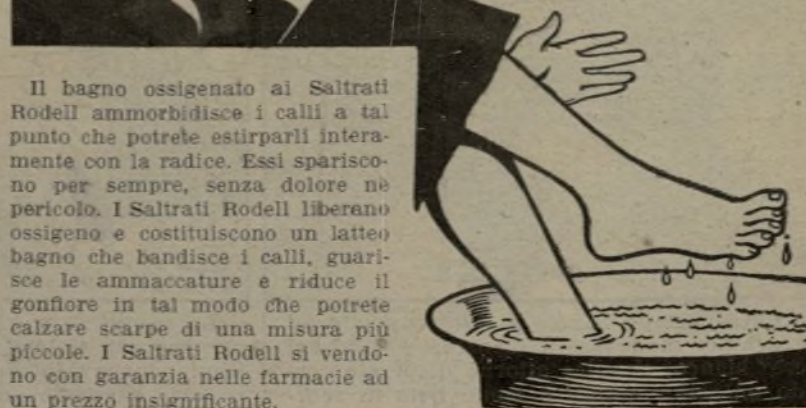 Il bagno ossigenato ai Saltrati
Rodell ammorbidisce i calli a tal
punto che potrete estirparli intera-
mente con la radice. Essi sparisco-
no per sempre, senza dolore nè
pericolo. I Saltrati Rodell liberano
ossigeno e costituiscono un latteo
bagno che bandisce i calli, guari-
sce le ammaccature e riduce il
gonfiore in tal modo che potrete
calzare scarpe di una misura più
piccole. I Saltrati Rodell si vendo-
no con garanzia nelle farmacie ad
un prezzo insignificante.